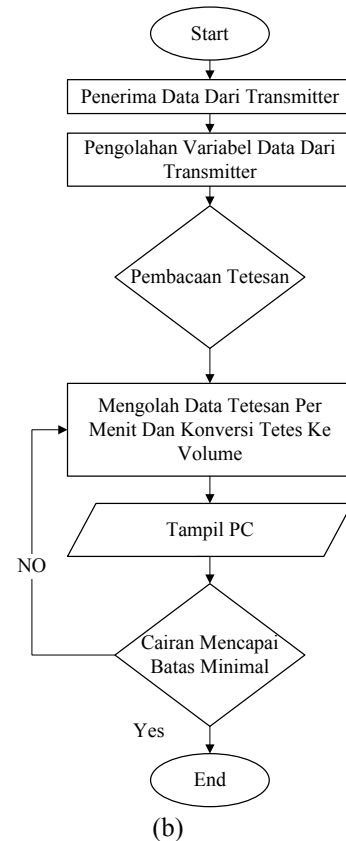 Start
Penerima Data Dari Transmitter
Pengolahan Variabel Data Dari
Transmitter
Pembacaan Tetesan
Mengolah Data Tetesan Per
Menit Dan Konversi Tetes Ke
Volume
Tampil PC
NO
Cairan Mencapai
Batas Minimal
Yes
End
(b)